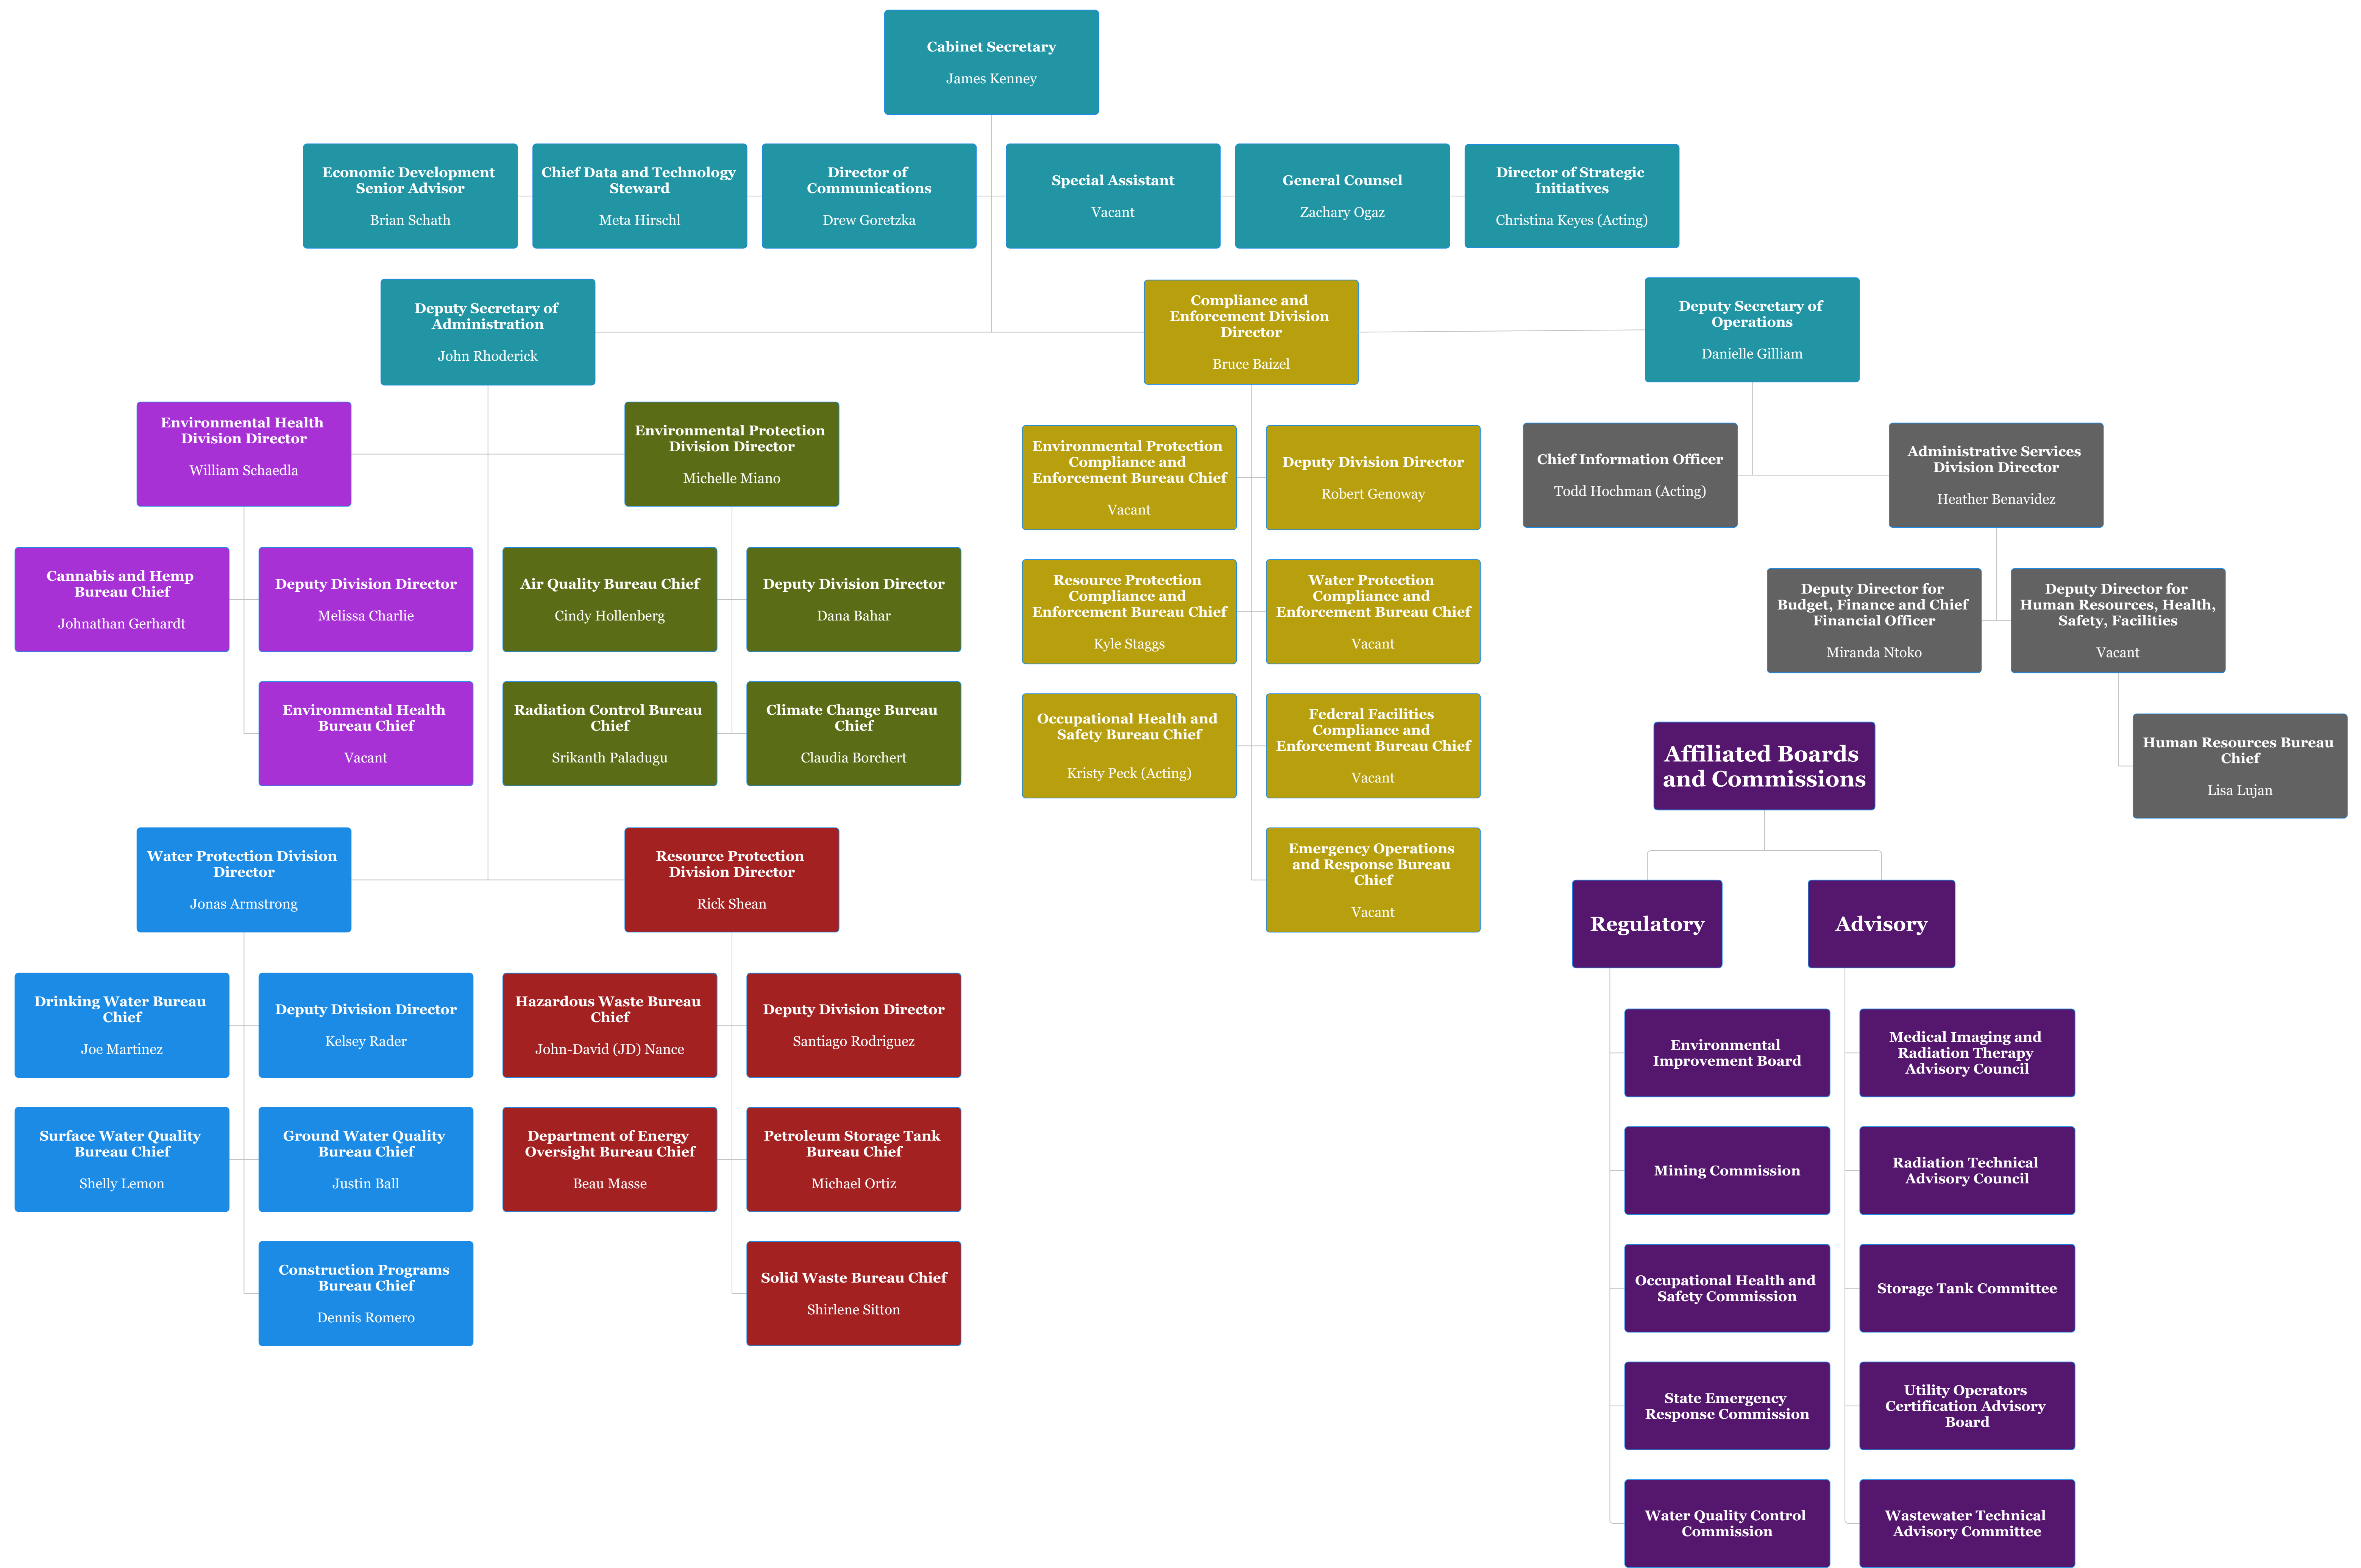 Cabinet Secretary
James Kenney
Economic Development
Senior Advisor
Brian Schath
Chief Data and Technology
Steward
Meta Hirschl
Director of
Communications
Drew Goretzka
Special Assistant
Vacant
General Counsel
Zachary Ogaz
Director of Strategic
Initiatives
Christina Keyes (Acting)
Deputy Secretary of
Administration
John Rhoderick
Compliance and
Enforcement Division
Director
Bruce Baizel
Deputy Secretary of
Operations
Danielle Gilliam
Environmental Health
Division Director
William Schaedla
Environmental Protection
Division Director
Michelle Miano
Cannabis and Hemp
Bureau Chief
Johnathan Gerhardt
Deputy Division Director
Melissa Charlie
Environmental Health
Bureau Chief
Vacant
Air Quality Bureau Chief
Cindy Hollenberg
Deputy Division Director
Dana Bahar
Radiation Control Bureau
Chief
Srikanth Paladugu
Climate Change Bureau
Chief
Claudia Borchert
Water Protection Division
Director
Jonas Armstrong
Resource Protection
Division Director
Rick Shean
Drinking Water Bureau
Chief
Joe Martinez
Deputy Division Director
Kelsey Rader
Surface Water Quality
Bureau Chief
Shelly Lemon
Ground Water Quality
Bureau Chief
Justin Ball
Construction Programs
Bureau Chief
Dennis Romero
Hazardous Waste Bureau
Chief
John-David (JD) Nance
Deputy Division Director
Santiago Rodriguez
Department of Energy
Oversight Bureau Chief
Beau Masse
Petroleum Storage Tank
Bureau Chief
Michael Ortiz
Solid Waste Bureau Chief
Shirlene Sitton
Environmental Protection
Compliance and
Enforcement Bureau Chief
Vacant
Deputy Division Director
Robert Genoway
Resource Protection
Compliance and
Enforcement Bureau Chief
Kyle Staggs
Water Protection
Compliance and
Enforcement Bureau Chief
Vacant
Occupational Health and
Safety Bureau Chief
Kristy Peck (Acting)
Federal Facilities
Compliance and
Enforcement Bureau Chief
Vacant
Emergency Operations
and Response Bureau
Chief
Vacant
Chief Information Officer
Todd Hochman (Acting)
Administrative Services
Division Director
Heather Benavidez
Deputy Director for
Budget, Finance and Chief
Financial Officer
Miranda Ntoko
Deputy Director for
Human Resources, Health,
Safety, Facilities
Vacant
Human Resources Bureau
Chief
Lisa Lujan
Affiliated Boards
and Commissions
Regulatory
Advisory
Environmental
Improvement Board
Mining Commission
Occupational Health and
Safety Commission
State Emergency
Response Commission
Water Quality Control
Commission
Medical Imaging and
Radiation Therapy
Advisory Council
Radiation Technical
Advisory Council
Storage Tank Committee
Utility Operators
Certification Advisory
Board
Wastewater Technical
Advisory Committee